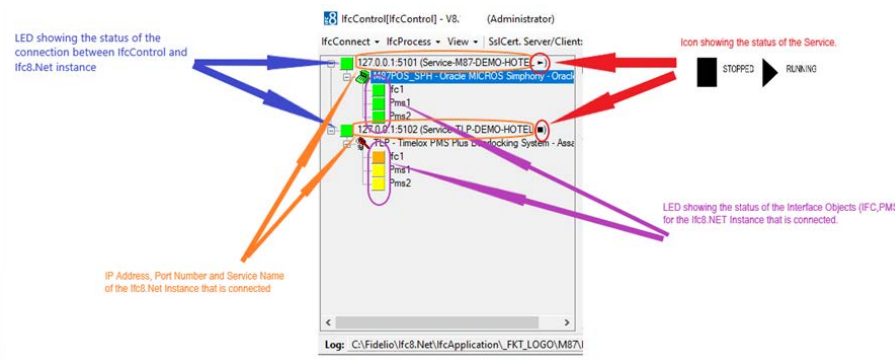 IfcControl[IfcControl] - V8. (Administrator)
LED showing the status of the
connection between IfcControl and
Ifc8.Net instance
IfcConnect IfcProcess View SslCert. Server/Client:
Icon showing the status of the Service.
127.0.0.1:5101 (Service-M87-DEMO-HOTEL
STOPPED RUNNING
M87POS_SPH - Oracle MICROS Simphony - Oracl
Ifc1
Pms1
Pms2
127.0.0.1:5102 (Service-TLP-DEMO-HOTEL
TLP - Timelox PMS Plus Doorlocking System - Assa
Ifc1
Pms1
Pms2
LED showing the status of the Interface Objects (IFC,PMS
for the Ifc8.NET Instance that is connected.
IP Address, Port Number and Service Name
of the Ifc8.Net Instance that is connected
Log: C:\Fidelio\Ifc8.Net\IfcApplication\_FKT_LOGO\M87\